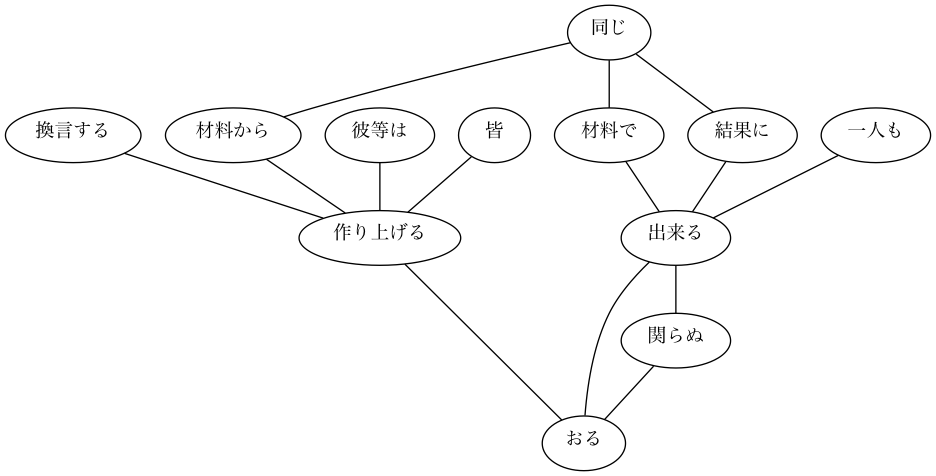 同じ
換言する
材料から
彼等は
皆
材料で
結果に
一人も
作り上げる
出来る
関らぬ
おる